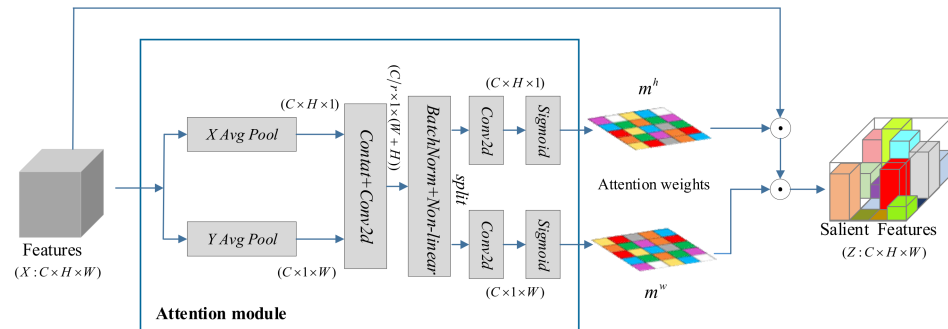 Features
(X : C×H×W)
X Avg Pool
(C×H×1)
Y Avg Pool
(C×1×W)
Contat+Conv2d
(C/r×1×(W+H))
BatchNorm+Non-linear
split
(C×H×1)
Conv2d
Sigmoid
Conv2d
Sigmoid
(C×1×W)
m^h
Attention weights
m^w
Salient Features
(Z : C×H×W)
Attention module